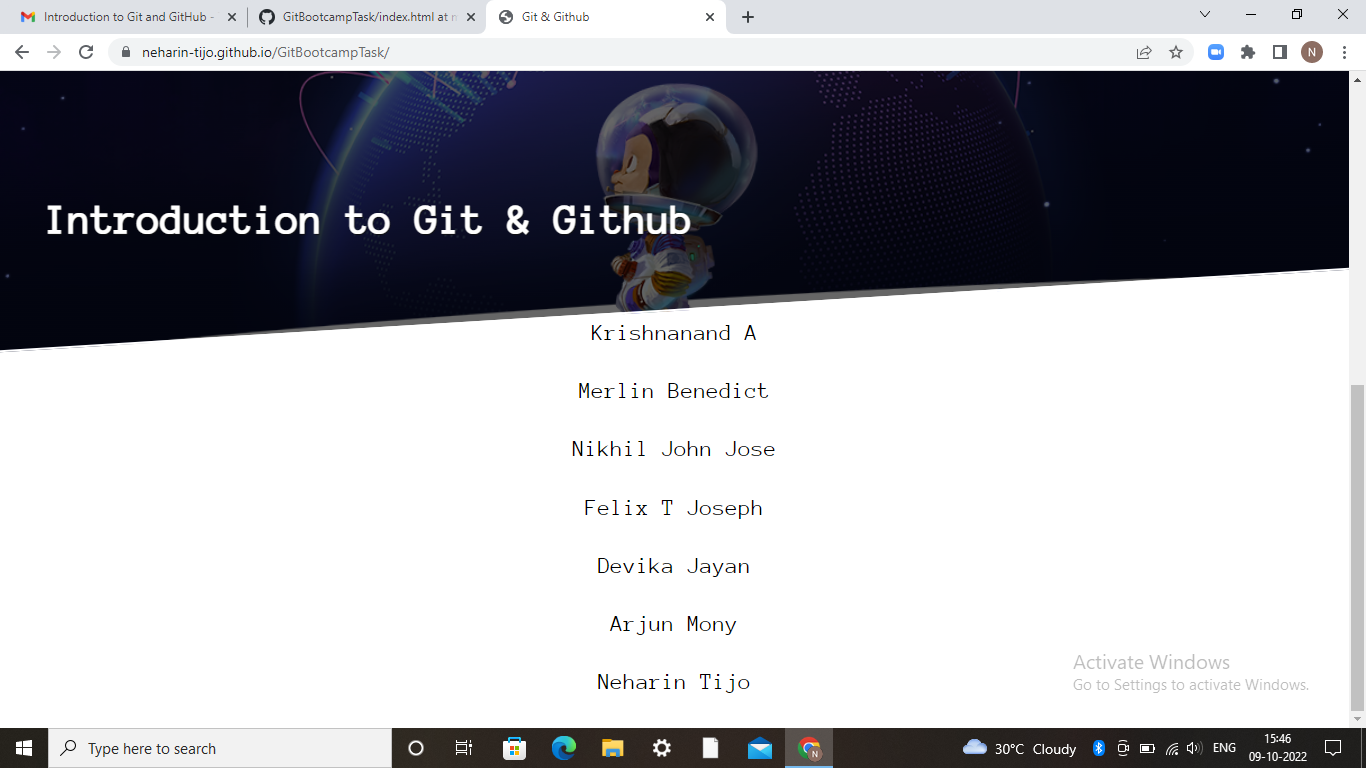 Introduction to Git and GitHub -
GitBootcampTask/index.html at m
Git & Github
neharin-tijo.github.io/GitBootcampTask/
N
Introduction to Git & Github
Krishnanand A
Merlin Benedict
Nikhil John Jose
Felix T Joseph
Devika Jayan
Arjun Mony
Neharin Tijo
Activate Windows
Go to Settings to activate Windows.
Type here to search
N
30°C Cloudy
ENG
15:46
09-10-2022